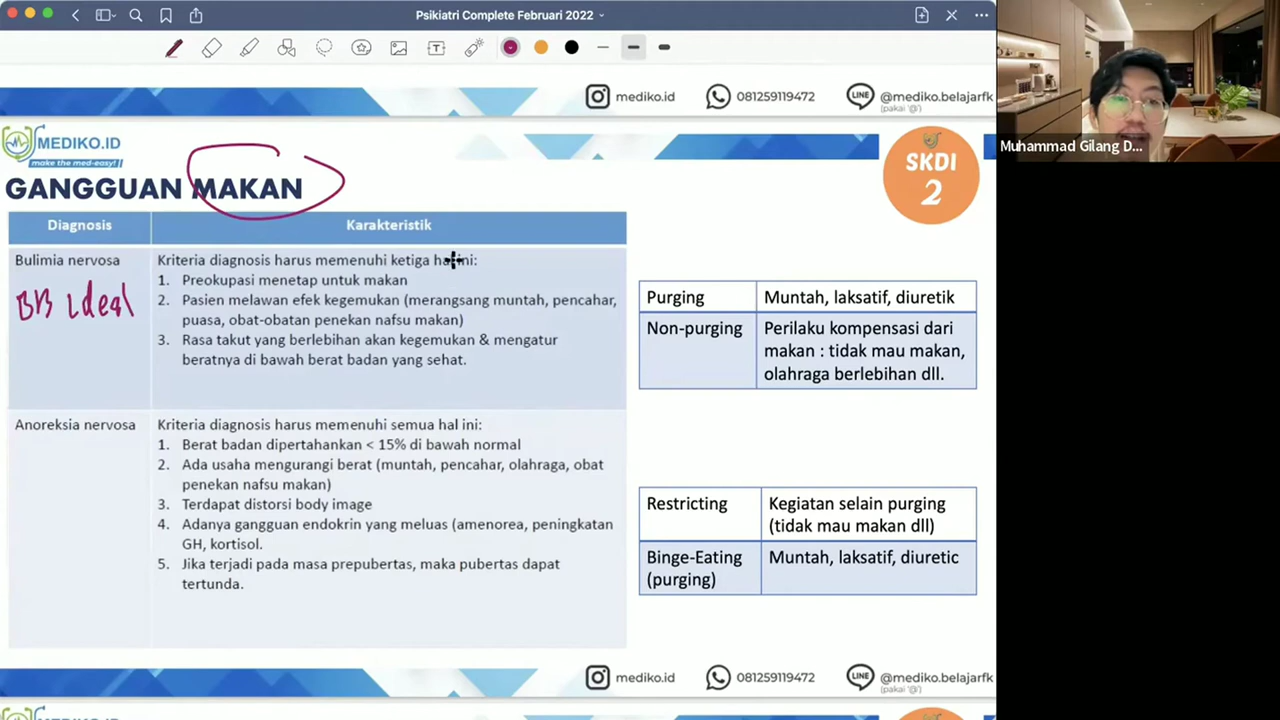 Psikiatri Complete Februari 2022
mediko.id
081259119472
@mediko.belajarfk
(pakai '@')
MEDIKO.ID
make the med-easy!
SKDI
2
Muhammad Gilang D...
GANGGUAN MAKAN
Diagnosis
Karakteristik
Bulimia nervosa
BB ideal
Kriteria diagnosis harus memenuhi ketiga hal ini:
1. Preokupasi menetap untuk makan
2. Pasien melawan efek kegemukan (merangsang muntah, pencahar,
puasa, obat-obatan penekan nafsu makan)
3. Rasa takut yang berlebihan akan kegemukan & mengatur
beratnya di bawah berat badan yang sehat.
Purging
Muntah, laksatif, diuretik
Non-purging
Perilaku kompensasi dari
makan : tidak mau makan,
olahraga berlebihan dll.
Anoreksia nervosa
Kriteria diagnosis harus memenuhi semua hal ini:
1. Berat badan dipertahankan < 15% di bawah normal
2. Ada usaha mengurangi berat (muntah, pencahar, olahraga, obat
penekan nafsu makan)
3. Terdapat distorsi body image
4. Adanya gangguan endokrin yang meluas (amenorea, peningkatan
GH, kortisol.
5. Jika terjadi pada masa prepubertas, maka pubertas dapat
tertunda.
Restricting
Kegiatan selain purging
(tidak mau makan dll)
Binge-Eating
(purging)
Muntah, laksatif, diuretic
mediko.id
081259119472
@mediko.belajarfk
(pakai '@')
MEDIKO.ID